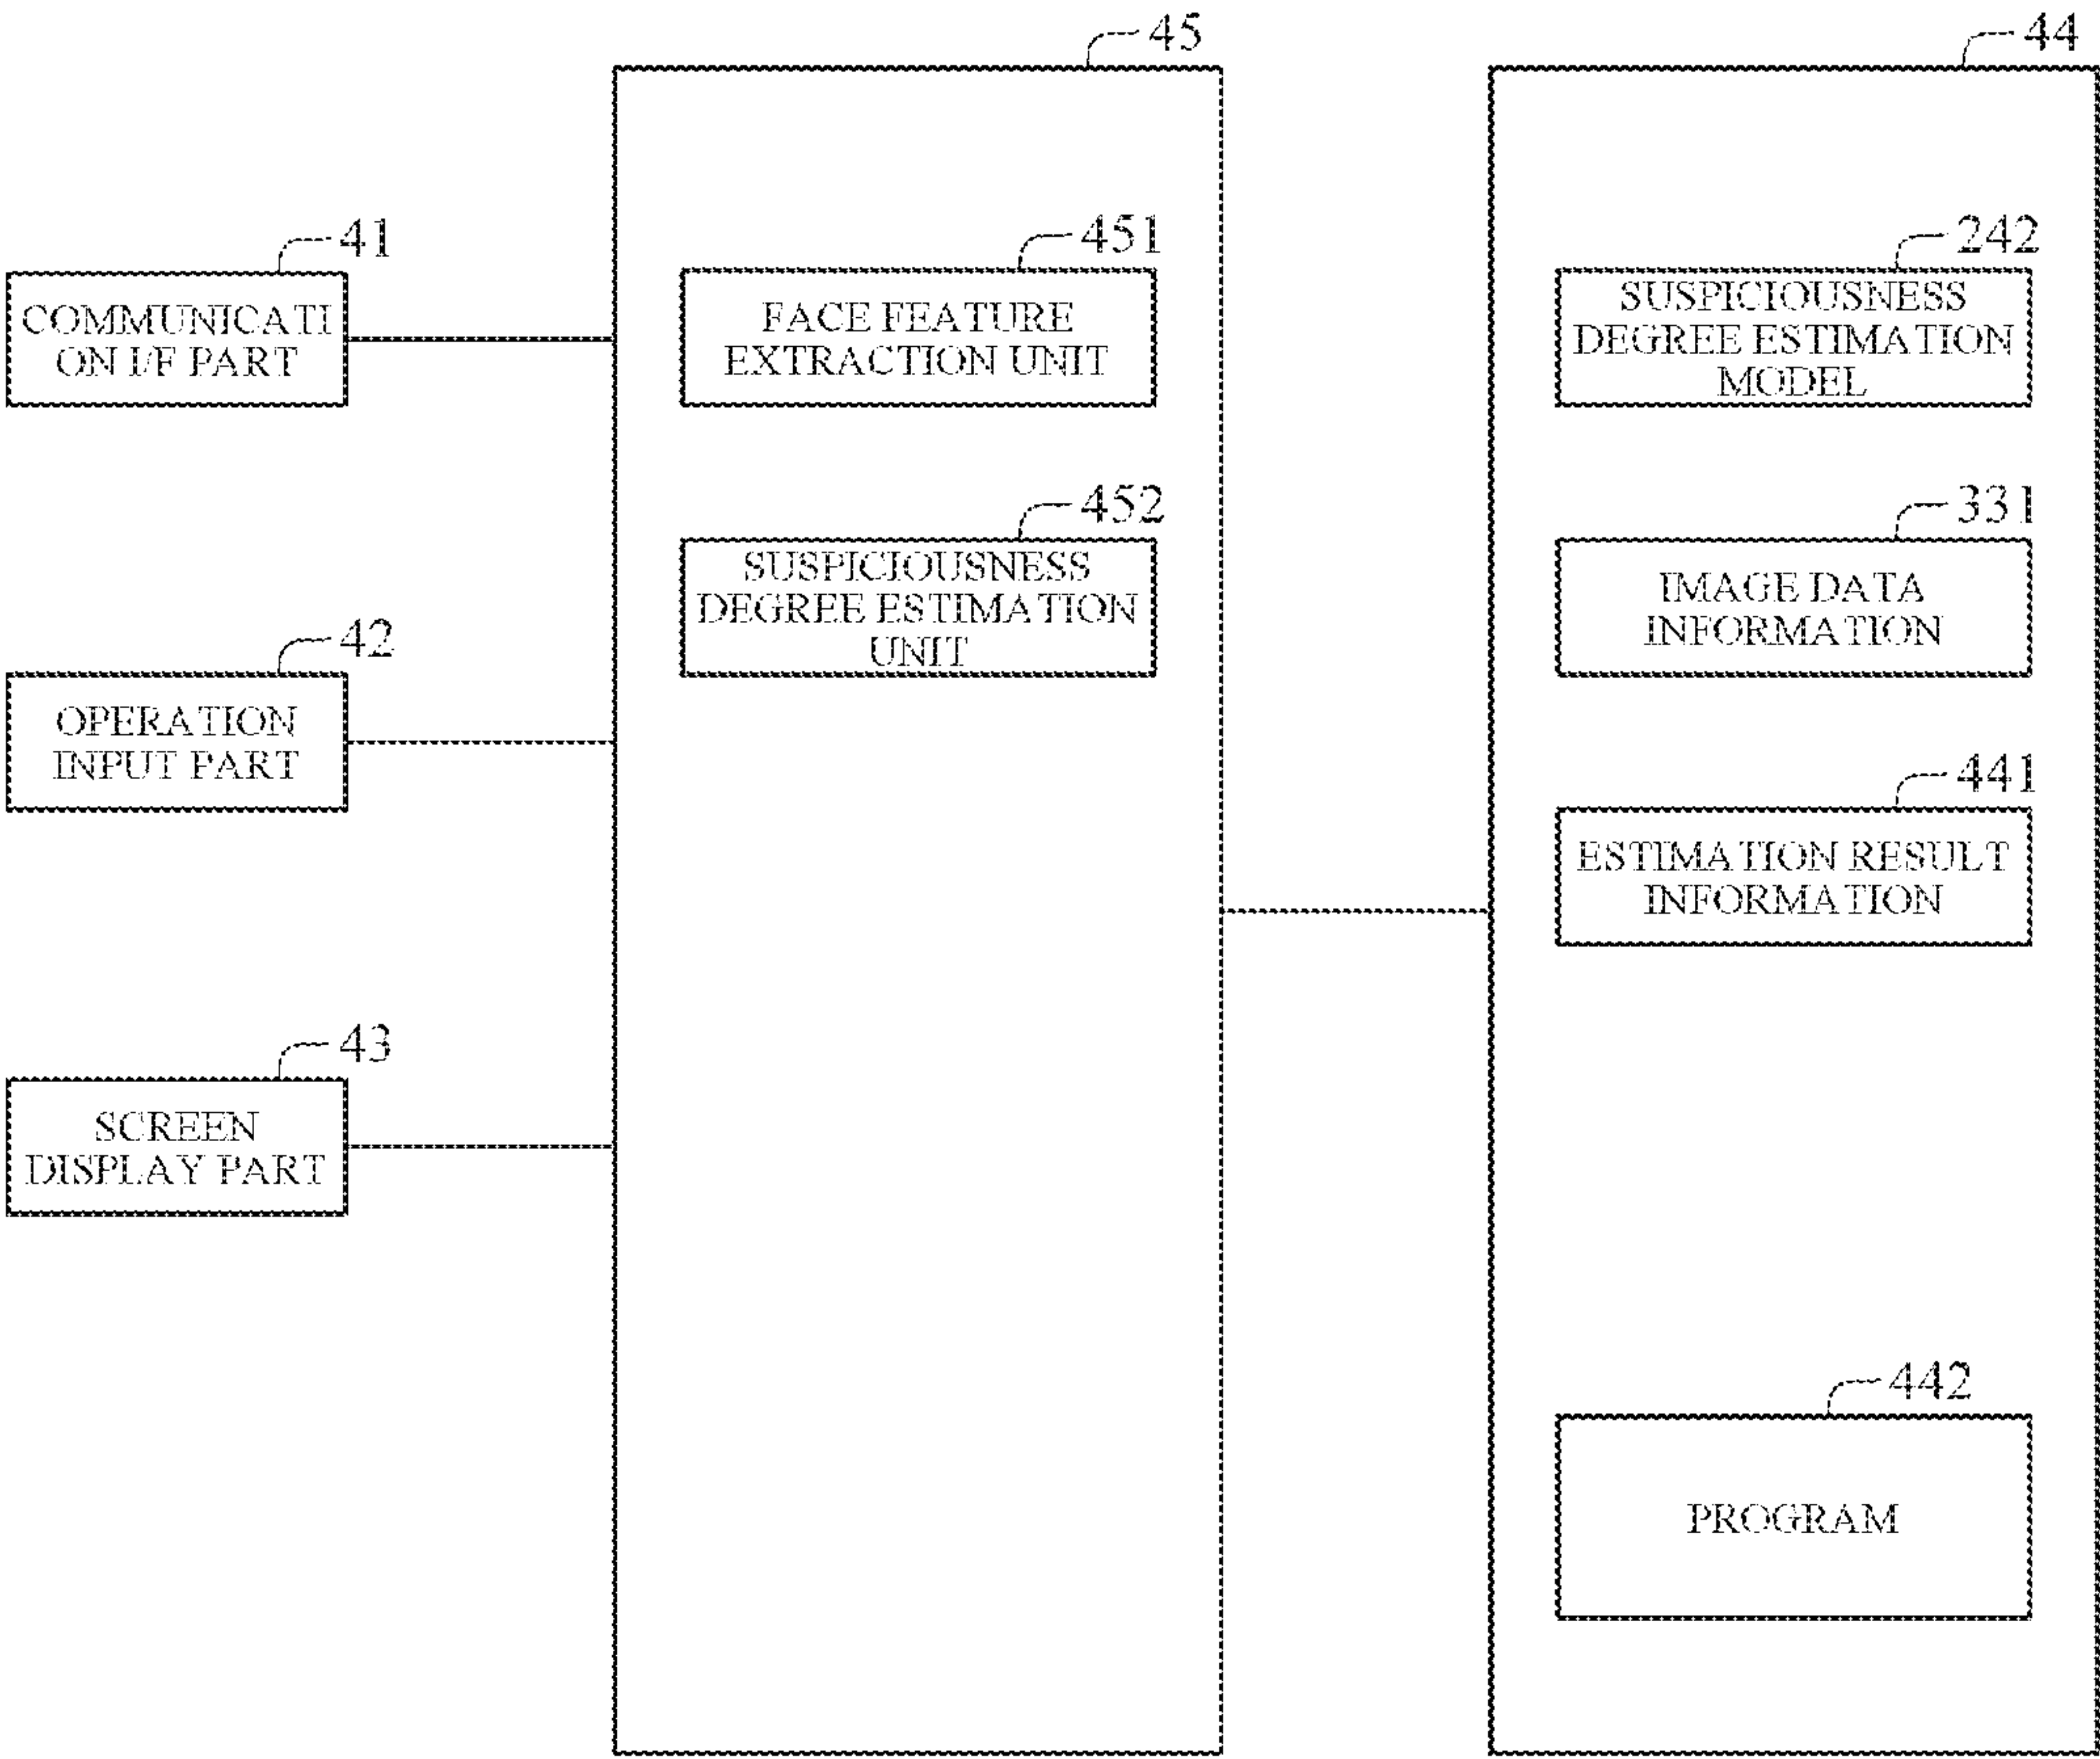 45
44
41
COMMUNICATI
ON I/F PART
451
FACE FEATURE
EXTRACTION UNIT
242
SUSPICIOUSNESS
DEGREE ESTIMATION
MODEL
452
SUSPICIOUSNESS
DEGREE ESTIMATION
UNIT
331
IMAGE DATA
INFORMATION
42
OPERATION
INPUT PART
441
ESTIMATION RESULT
INFORMATION
43
SCREEN
DISPLAY PART
442
PROGRAM